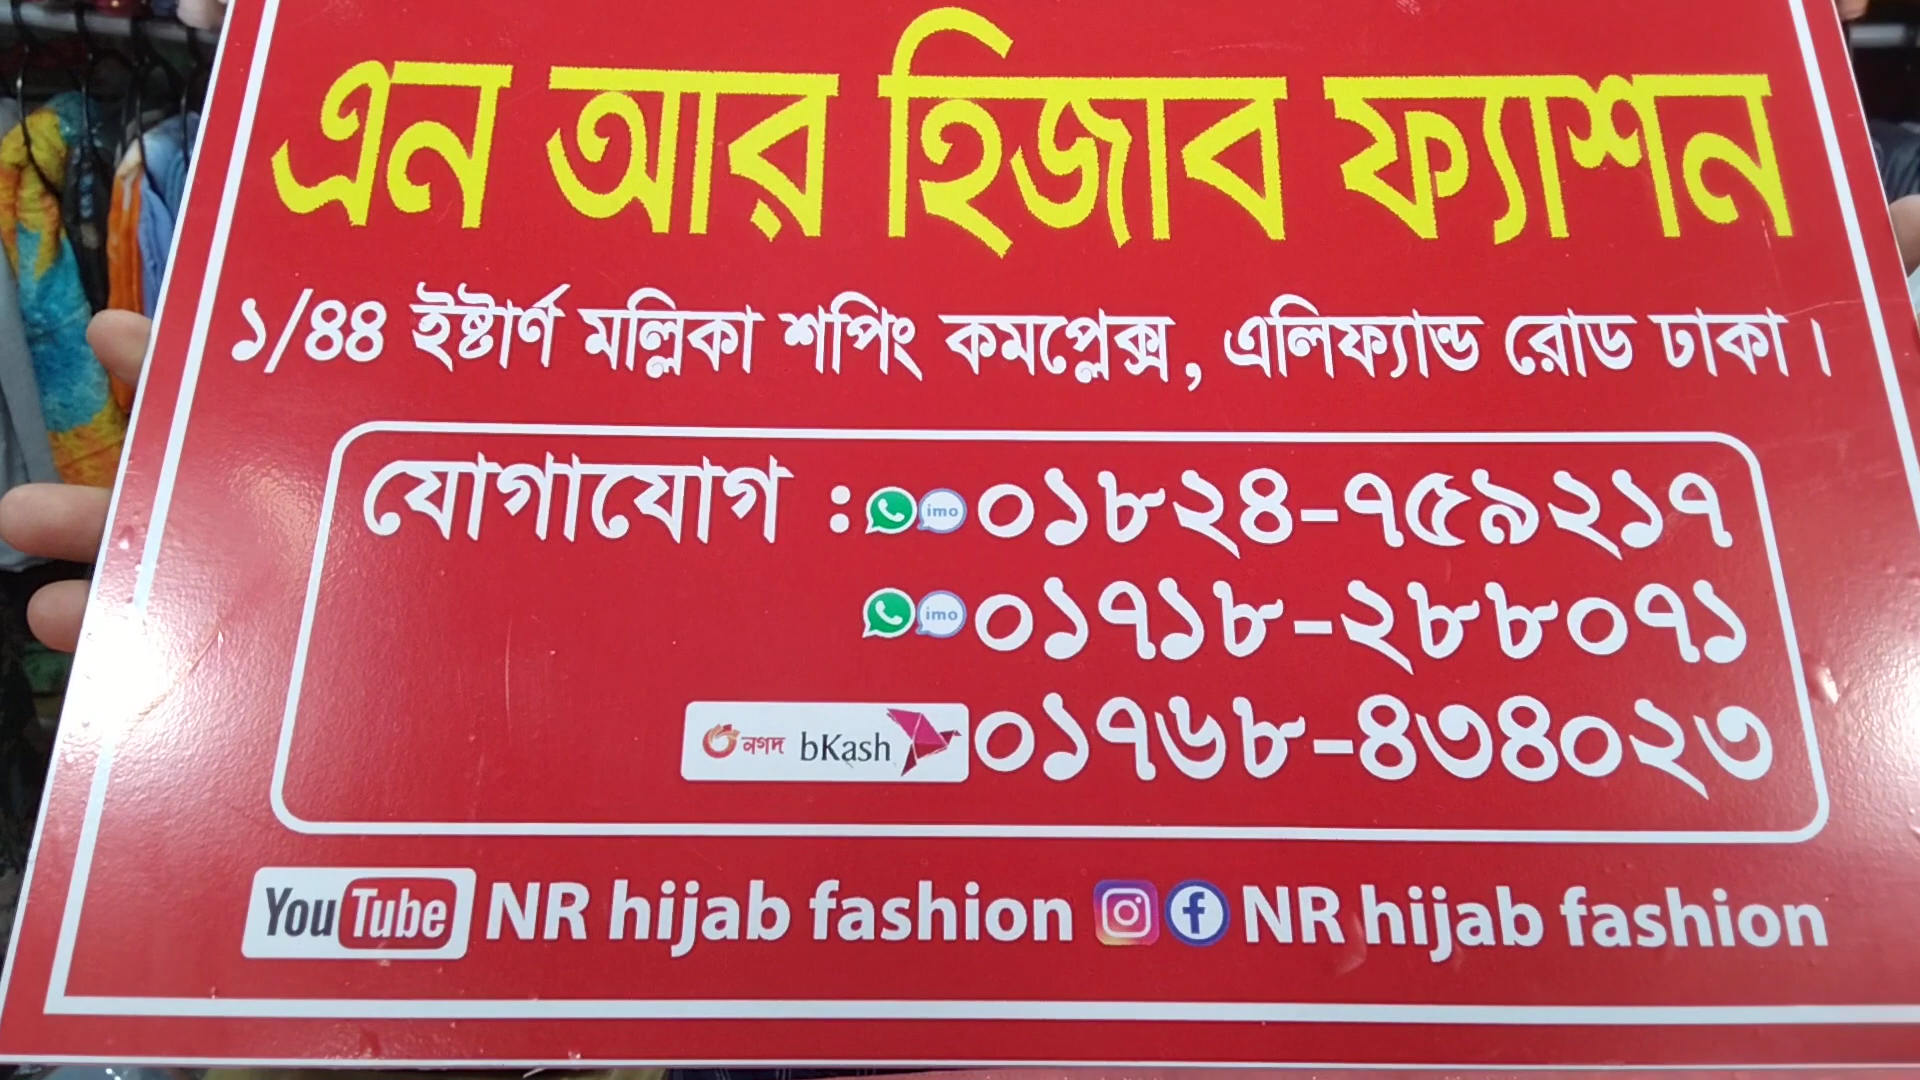 এন আর হিজাব ফ্যাশন
১/৪৪ ইষ্টার্ণ মল্লিকা শপিং কমপ্লেক্স, এলিফ্যান্ড রোড ঢাকা।
যোগাযোগ : imo ০১৮২৪-৭৫৯২১৭
imo ০১৭১৮-২৮৮০৭১
নগদ bKash ০১৭৬৮-৪৩৪০২৩
YouTube NR hijab fashion NR hijab fashion